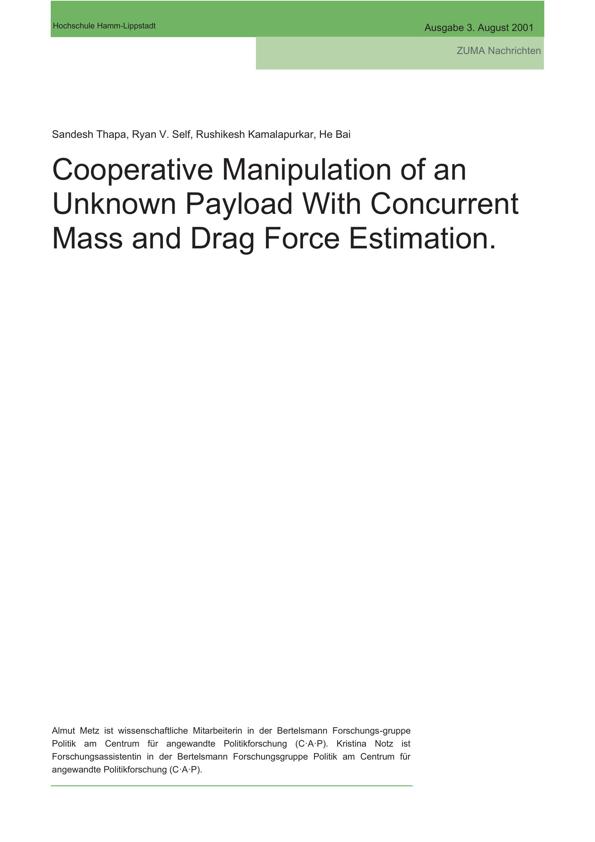 Hochschule Hamm-Lippstadt
Ausgabe 3. August 2001
ZUMA Nachrichten
Sandesh Thapa, Ryan V. Self, Rushikesh Kamalapurkar, He Bai
Cooperative Manipulation of an
Unknown Payload With Concurrent
Mass and Drag Force Estimation.
Almut Metz ist wissenschaftliche Mitarbeiterin in der Bertelsmann Forschungs-gruppe
Politik am Centrum für angewandte Politikforschung (C·A·P). Kristina Notz ist
Forschungsassistentin in der Bertelsmann Forschungsgruppe Politik am Centrum für
angewandte Politikforschung (C·A·P).